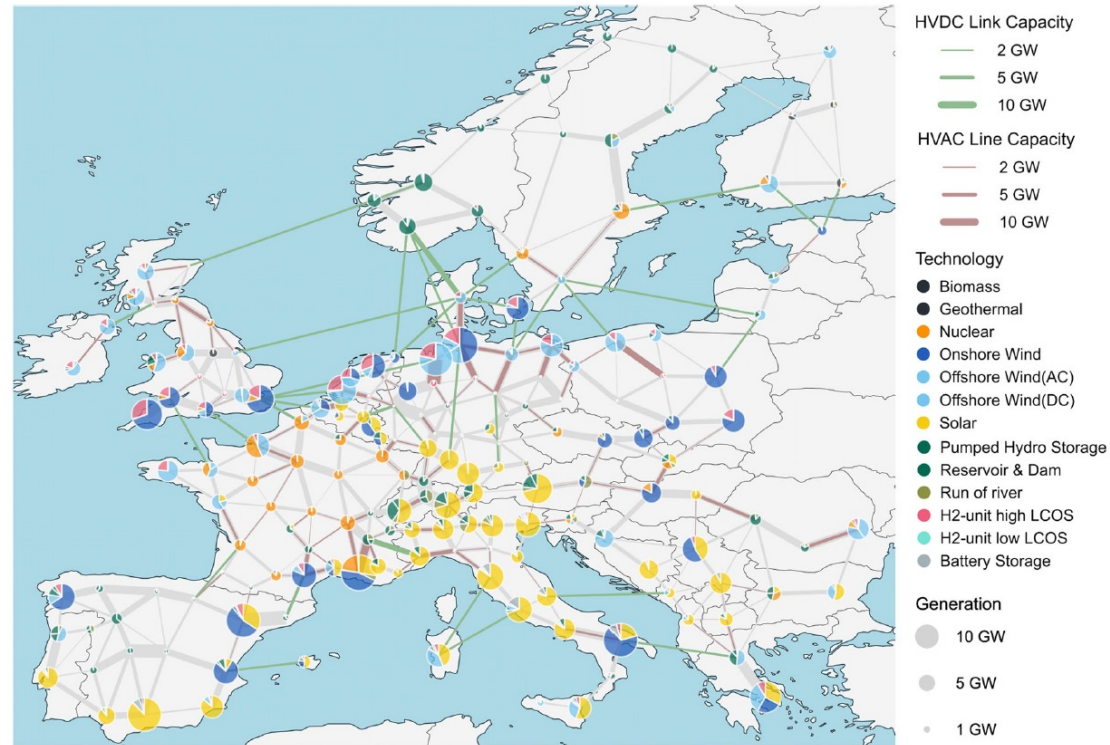 HVDC Link Capacity
2 GW
5 GW
10 GW
HVAC Line Capacity
2 GW
5 GW
10 GW
Technology
Biomass
Geothermal
Nuclear
Onshore Wind
Offshore Wind(AC)
Offshore Wind(DC)
Solar
Pumped Hydro Storage
Reservoir & Dam
Run of river
H2-unit high LCOS
H2-unit low LCOS
Battery Storage
Generation
10 GW
5 GW
1 GW